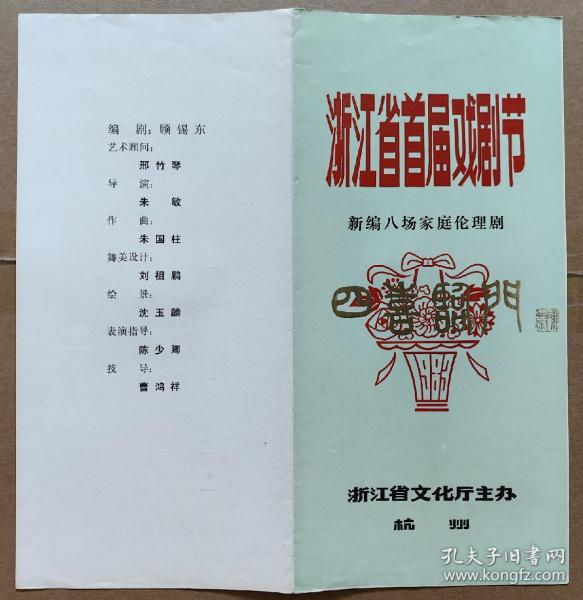 编 剧：顾锡东
艺术顾问：
邢竹琴
导 演：
朱 敏
作 曲：
朱国柱
舞美设计：
刘祖鹏
绘 景：
沈玉麟
表演指导：
陈少卿
技 导：
曹鸿祥
浙江省首届戏剧节
新编八场家庭伦理剧
四喜临門
浙江省文化厅主办
杭 州
孔夫子旧书网
www.kongfz.com